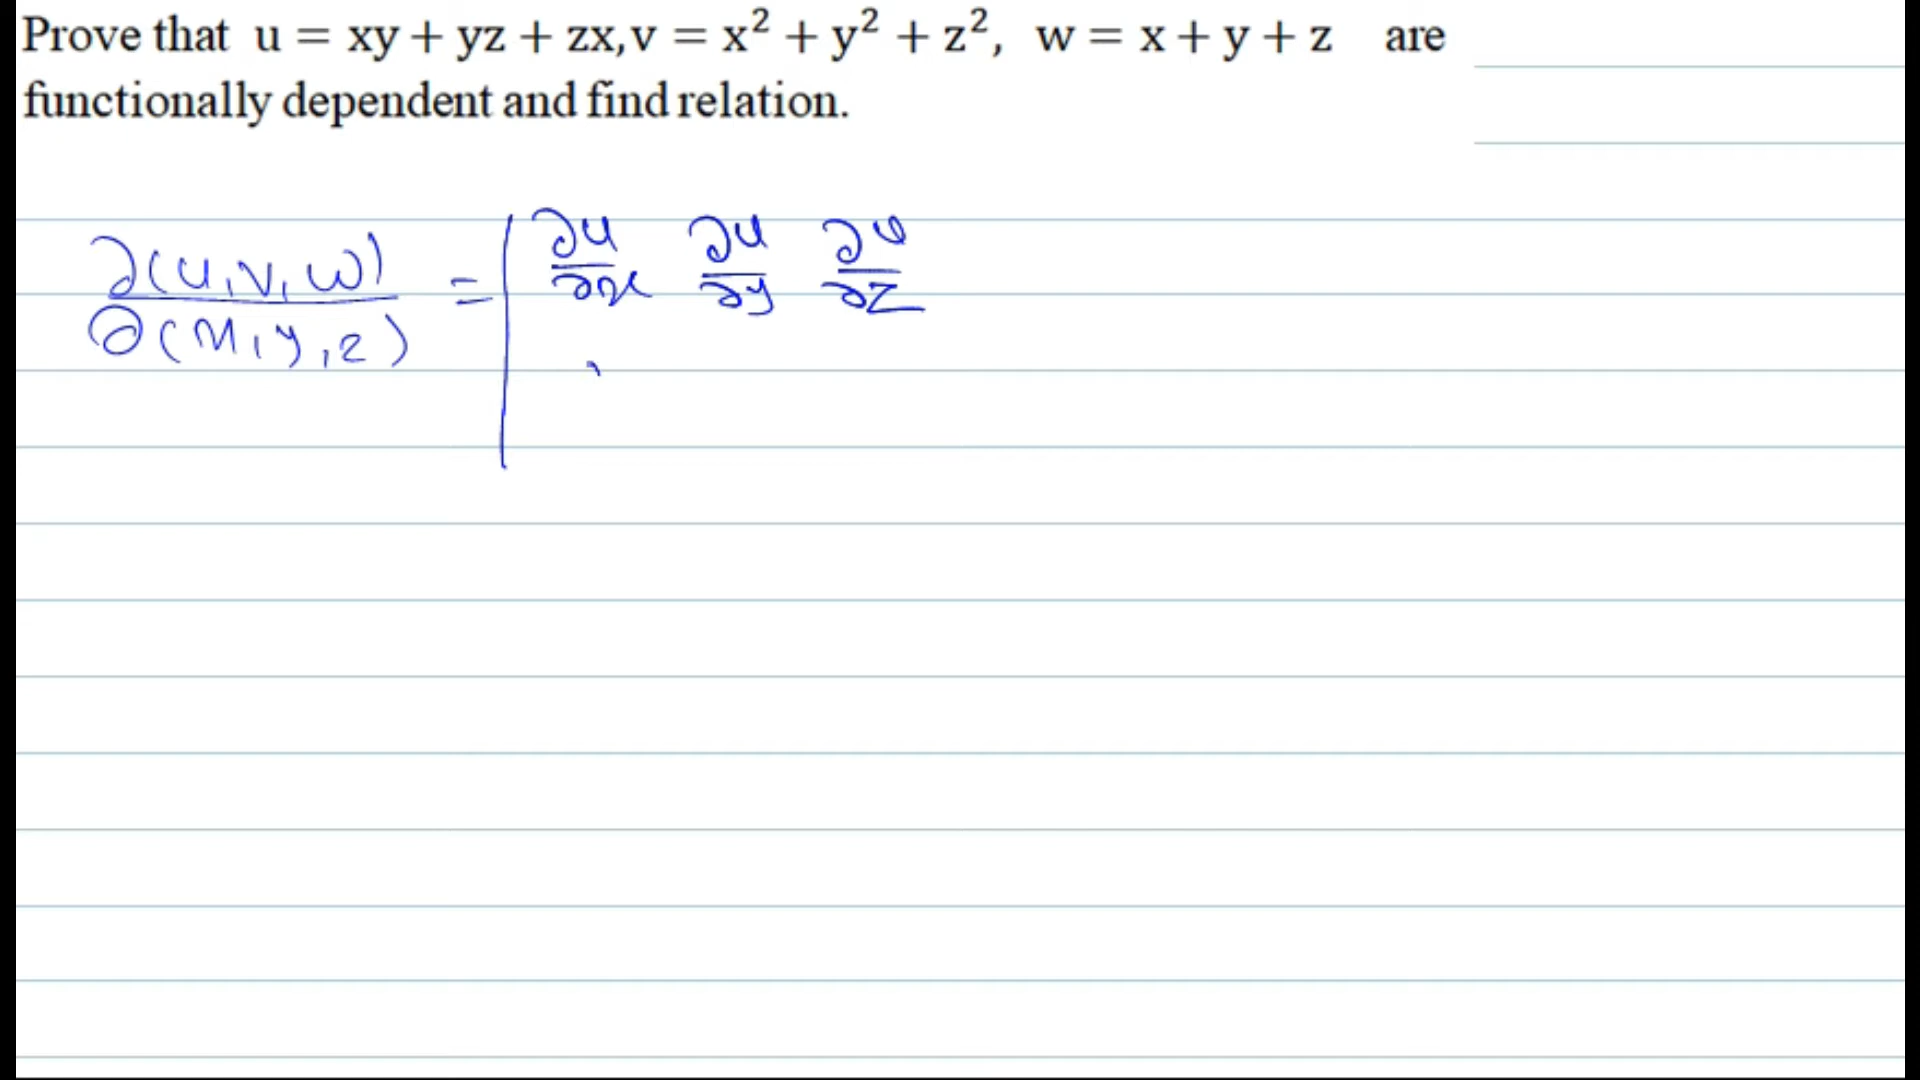 Prove that u = xy + yz + zx, v = x² + y² + z², w = x + y + z are
functionally dependent and find relation.
∂(u,v,w) / ∂(x,y,z) = | ∂u/∂x ∂u/∂y ∂u/∂z